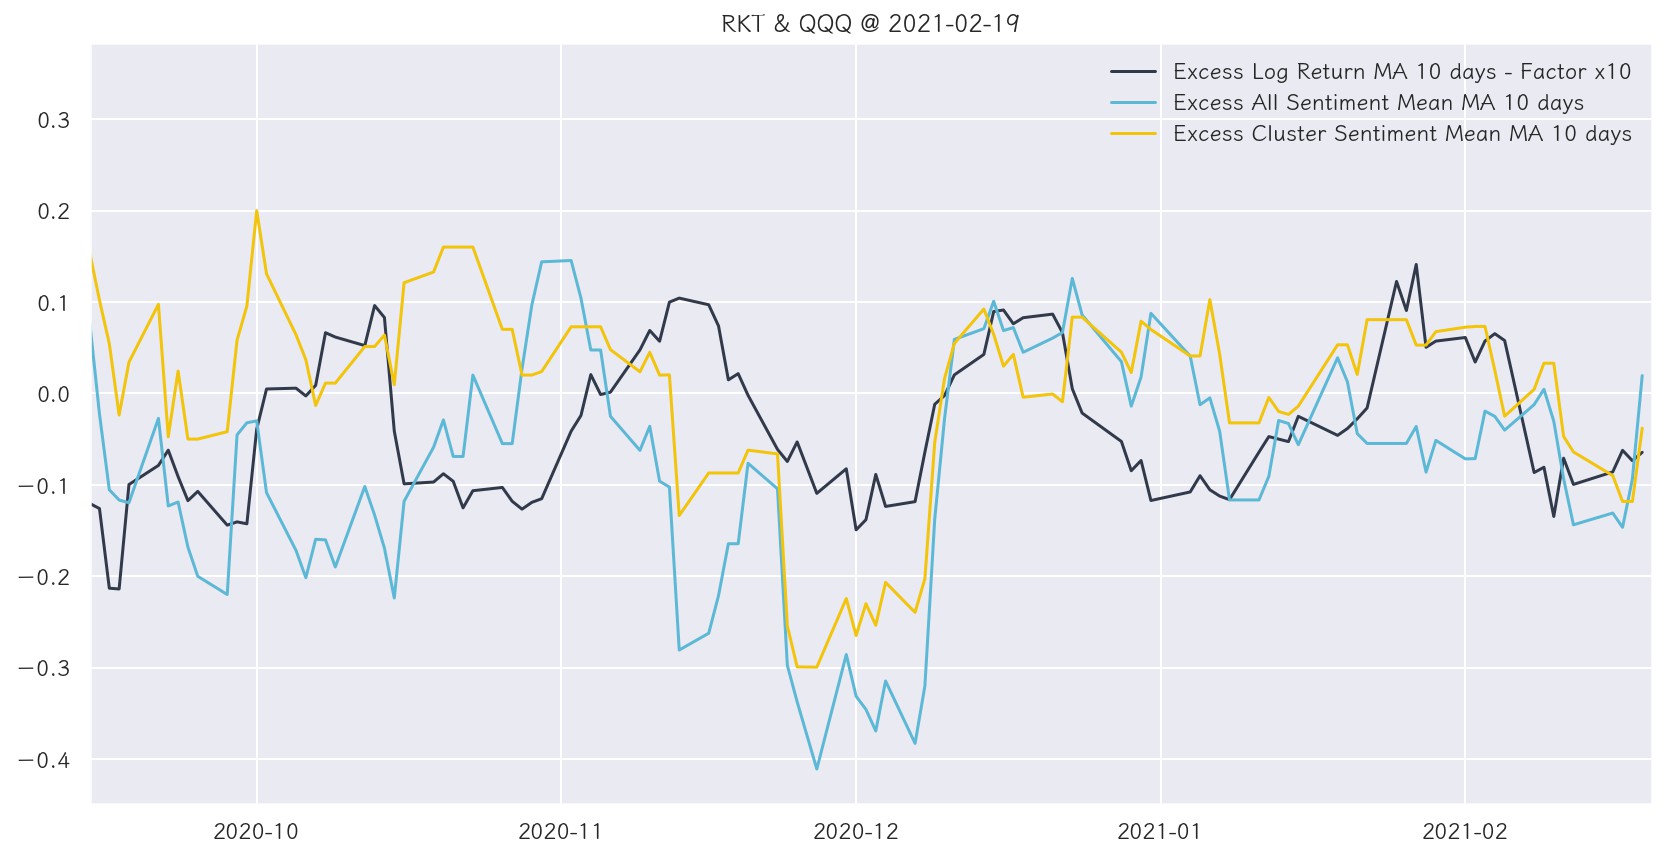 RKT & QQQ @ 2021-02-19
Excess Log Return MA 10 days - Factor x10
Excess All Sentiment Mean MA 10 days
Excess Cluster Sentiment Mean MA 10 days
0.3
0.2
0.1
0.0
−0.1
−0.2
−0.3
−0.4
2020-10 2020-11 2020-12 2021-01 2021-02